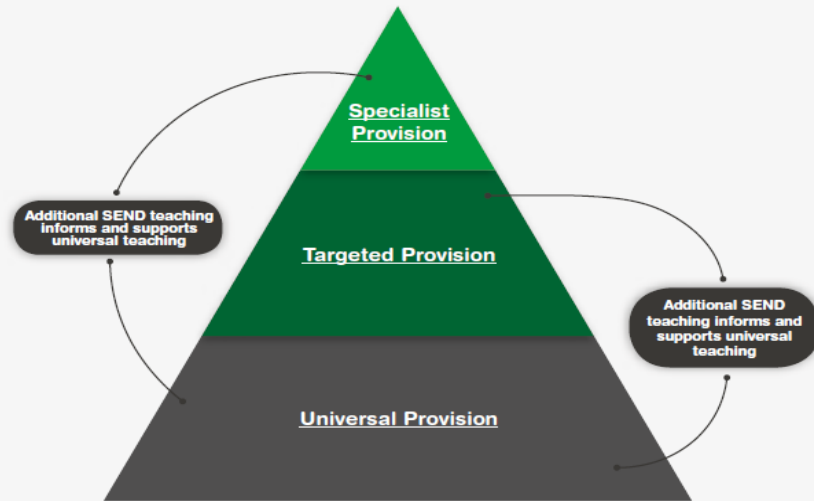 Specialist
Provision
Additional SEND teaching
informs and supports
universal teaching
Targeted Provision
Additional SEND
teaching informs and
supports universal
teaching
Universal Provision